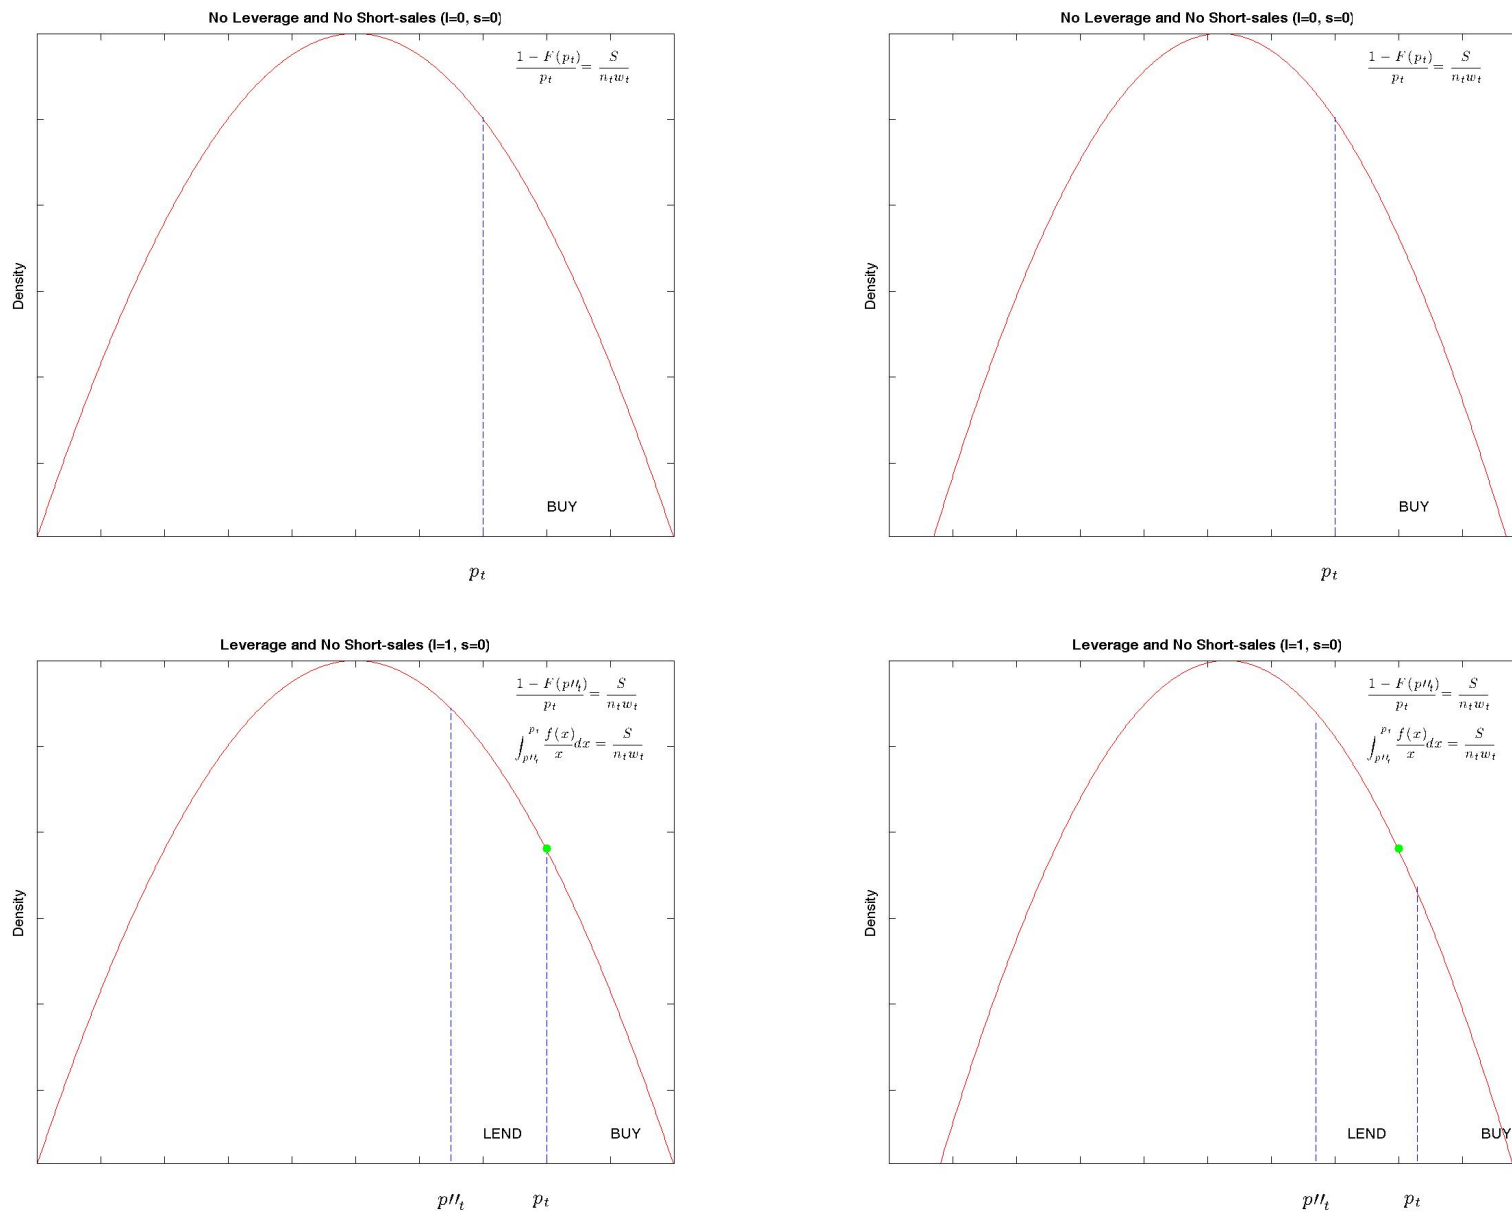 No Leverage and No Short-sales (l=0, s=0)
1 − F(p_t) / p_t = S / n_t w_t
Density
BUY
p_t
No Leverage and No Short-sales (l=0, s=0)
1 − F(p_t) / p_t = S / n_t w_t
Density
BUY
p_t
Leverage and No Short-sales (l=1, s=0)
1 − F(p′′_t) / p_t = S / n_t w_t
∫_{p′′_t}^{p_t} f(x) / x dx = S / n_t w_t
Density
LEND BUY
p′′_t p_t
Leverage and No Short-sales (l=1, s=0)
1 − F(p′′_t) / p_t = S / n_t w_t
∫_{p′′_t}^{p_t} f(x) / x dx = S / n_t w_t
Density
LEND BUY
p′′_t p_t